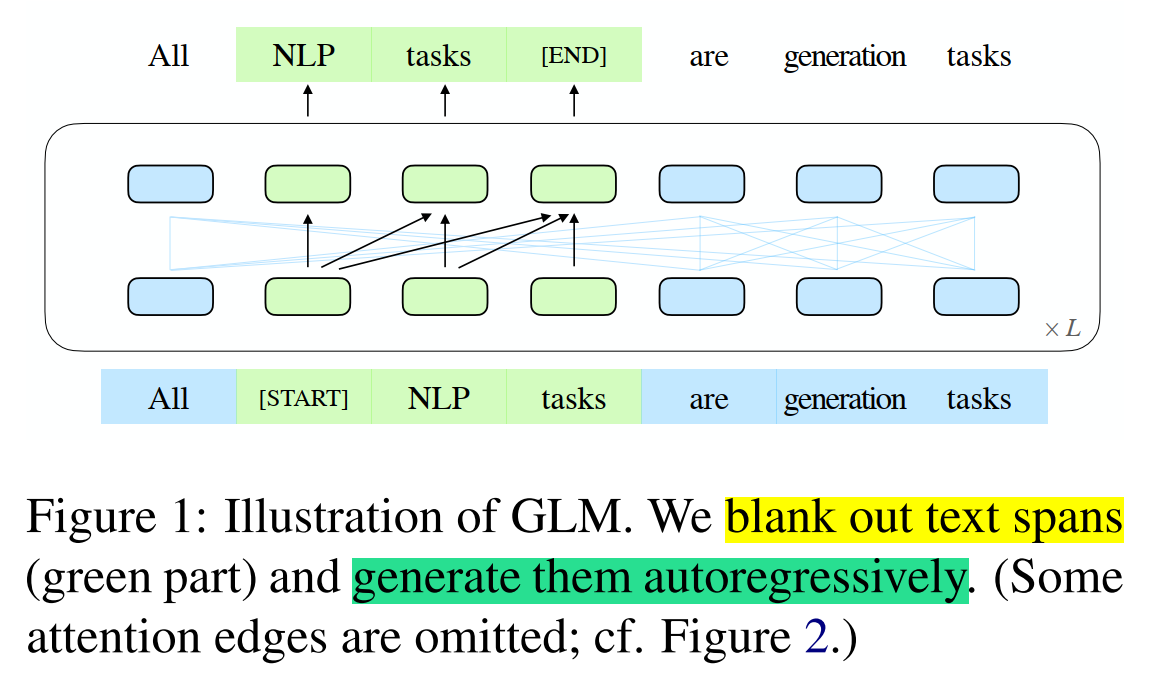 All NLP tasks [END] are generation tasks
× L
All [START] NLP tasks are generation tasks
Figure 1: Illustration of GLM. We blank out text spans
(green part) and generate them autoregressively. (Some
attention edges are omitted; cf. Figure 2.)